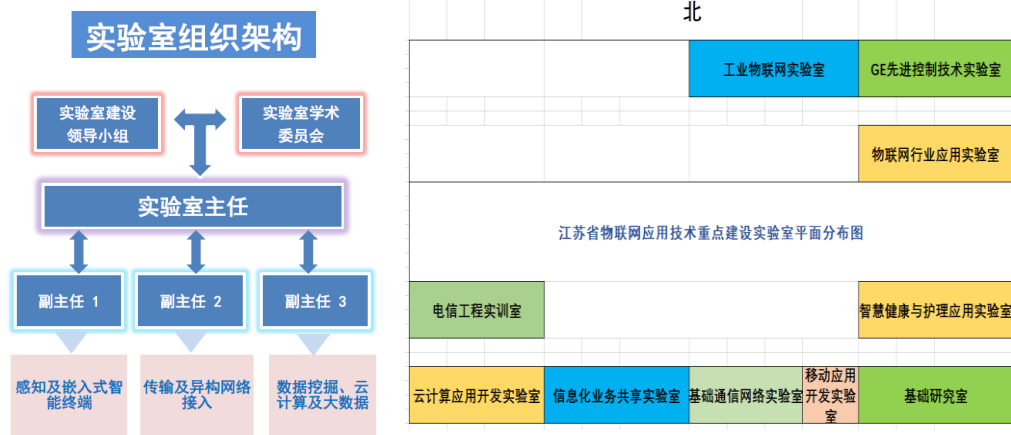 实验室组织架构
实验室建设
领导小组
实验室学术
委员会
实验室主任
副主任 1
副主任 2
副主任 3
感知及嵌入式智
能终端
传输及异构网络
接入
数据挖掘、云
计算及大数据
北
工业物联网实验室
GE先进控制技术实验室
物联网行业应用实验室
江苏省物联网应用技术重点建设实验室平面分布图
电信工程实训室
智慧健康与护理应用实验室
云计算应用开发实验室
信息化业务共享实验室
基础通信网络实验室
移动应用
开发实验
室
基础研究室